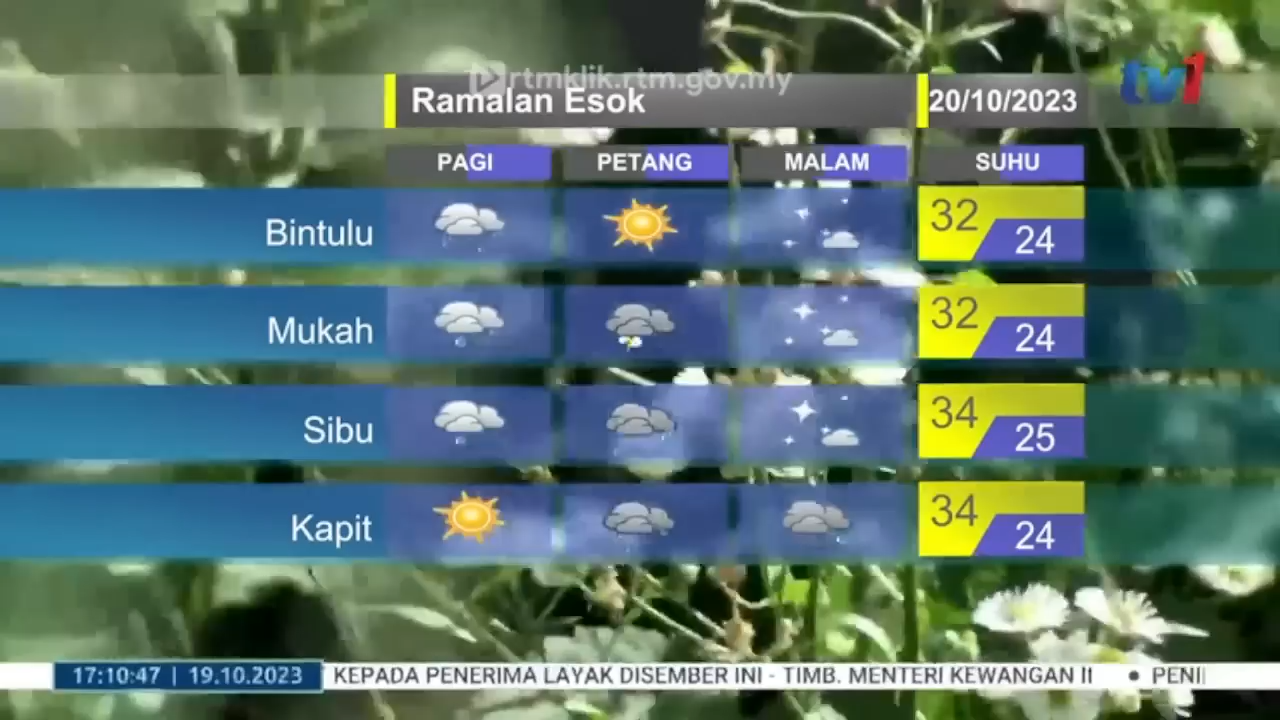 rtmklik.rtm.gov.my
tv1
Ramalan Esok 20/10/2023
PAGI PETANG MALAM SUHU
Bintulu 32 24
Mukah 32 24
Sibu 34 25
Kapit 34 24
17:10:47 | 19.10.2023 KEPADA PENERIMA LAYAK DISEMBER INI - TIMB. MENTERI KEWANGAN II • PENI